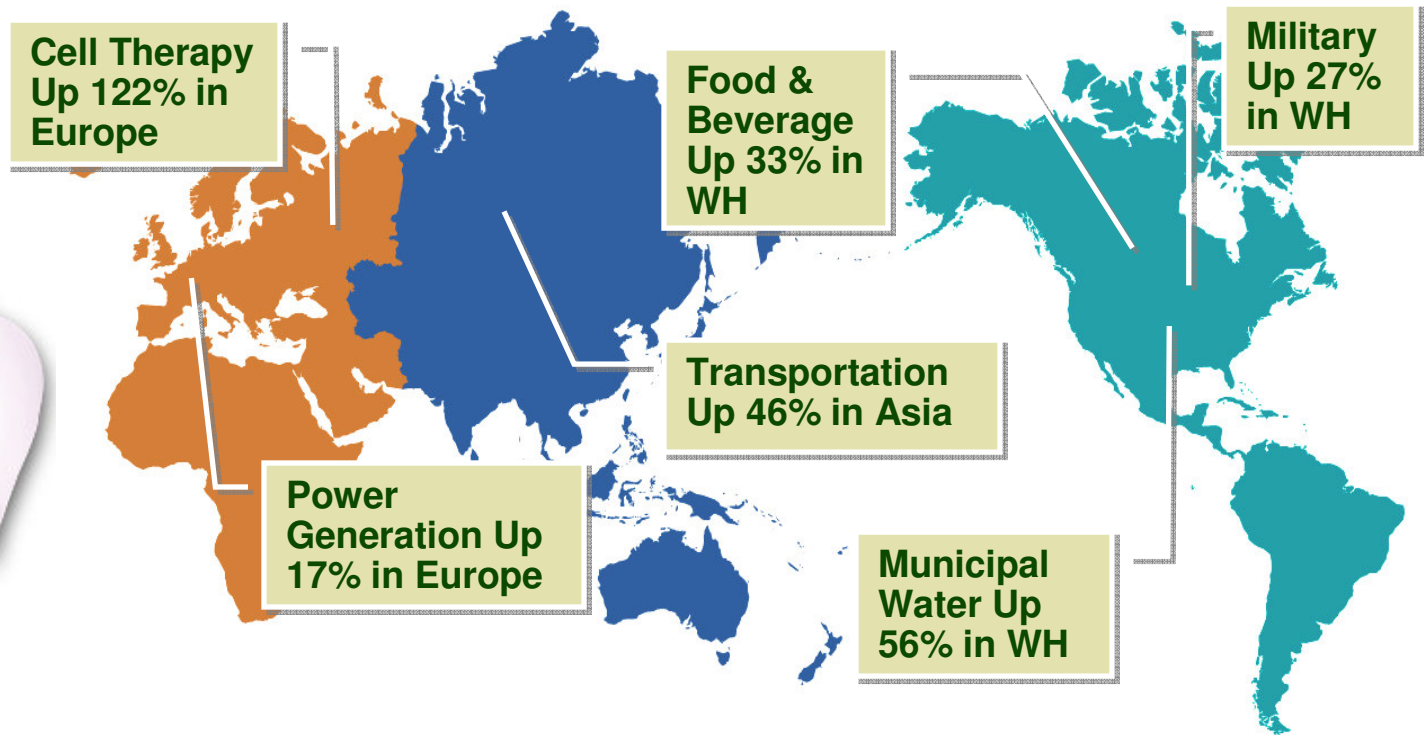 Cell Therapy
Up 122% in
Europe
Food &
Beverage
Up 33% in
WH
Military
Up 27%
in WH
Transportation
Up 46% in Asia
Power
Generation Up
17% in Europe
Municipal
Water Up
56% in WH